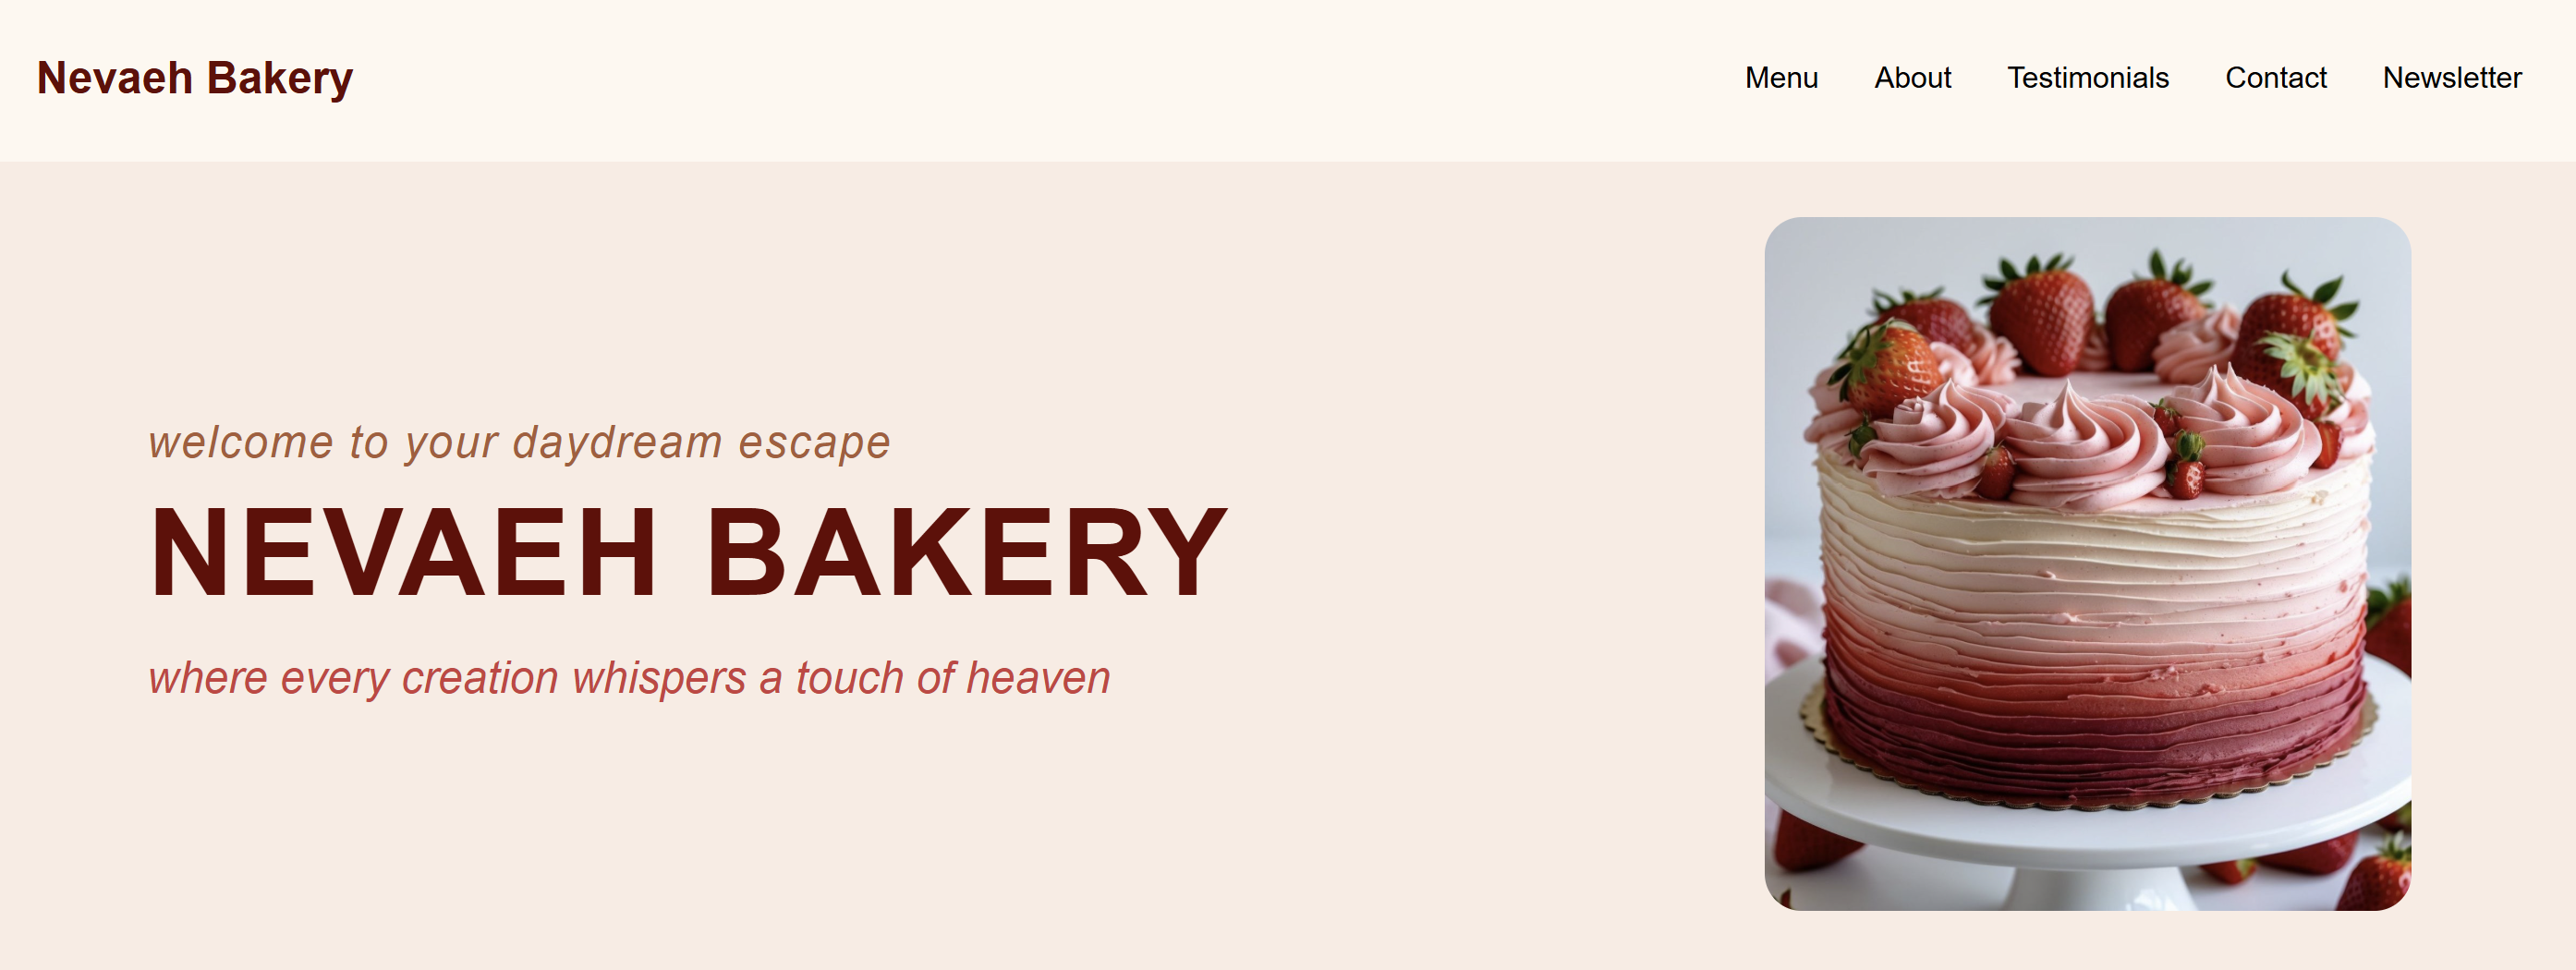 Nevaeh Bakery
Menu About Testimonials Contact Newsletter
welcome to your daydream escape
NEVAEH BAKERY
where every creation whispers a touch of heaven